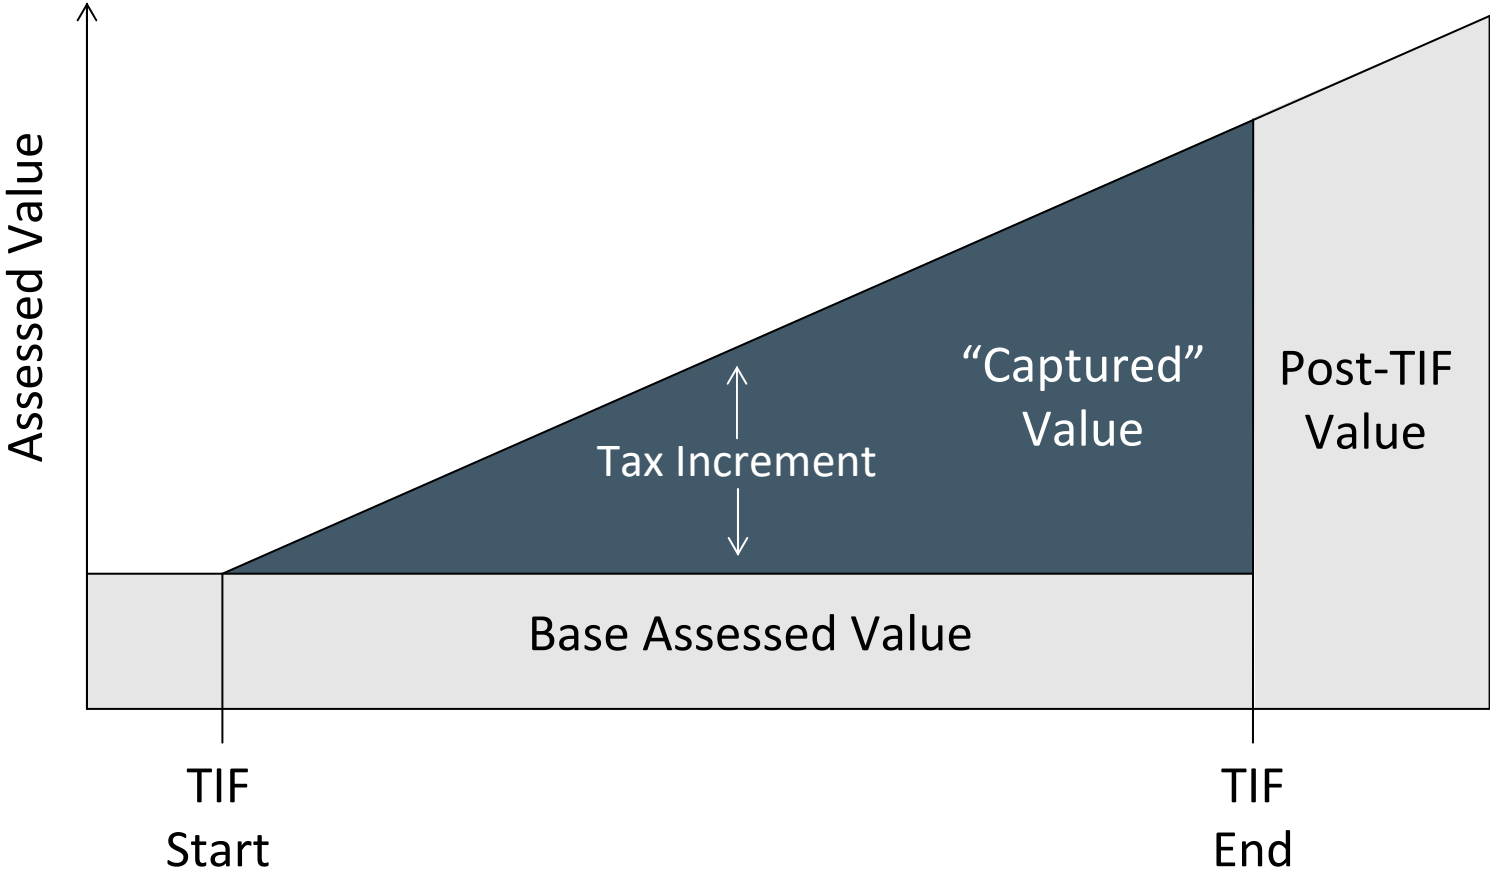 Assessed Value
“Captured”
Value
Post-TIF
Value
Tax Increment
Base Assessed Value
TIF
Start
TIF
End